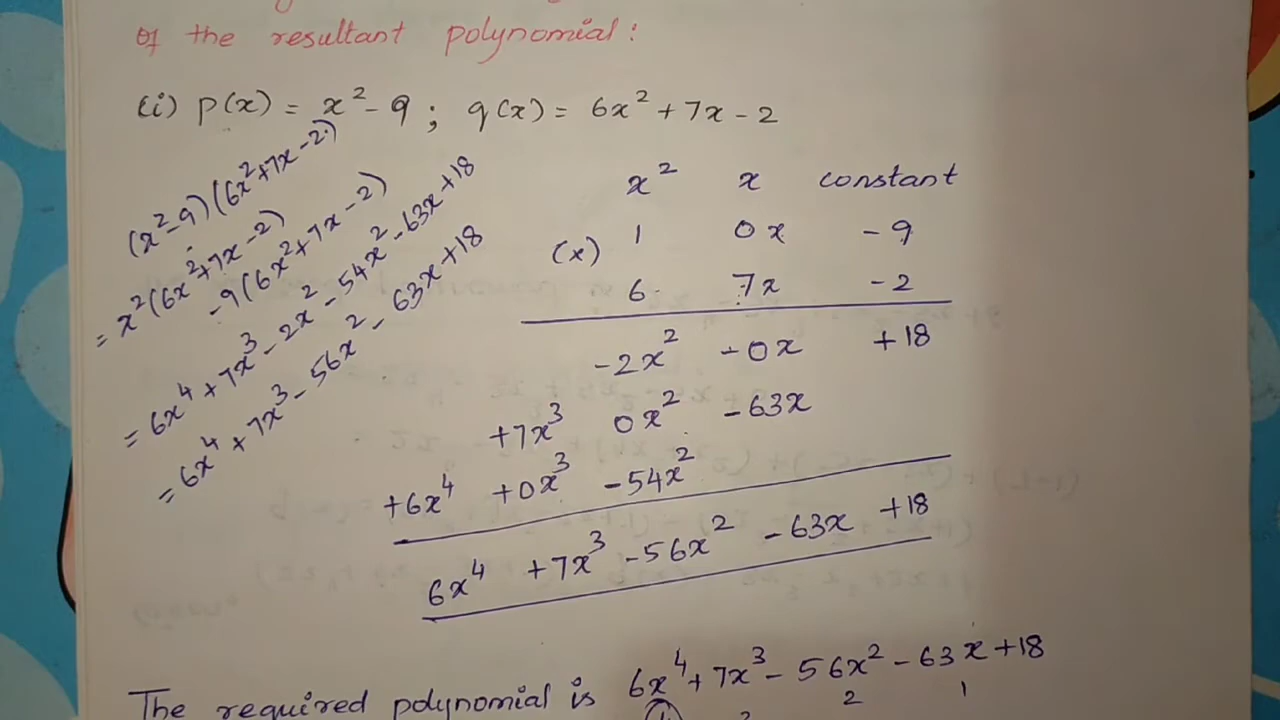 of the resultant polynomial:
(i) p(x) = x² - 9 ; q(x) = 6x² + 7x - 2
(x² - 9) (6x² + 7x - 2)
= x² (6x² + 7x - 2)
- 9 (6x² + 7x - 2)
= 6x⁴ + 7x³ - 2x² - 54x² - 63x + 18
= 6x⁴ + 7x³ - 56x² - 63x + 18
x² x constant
(x) 1 0x - 9
6 7x - 2
- 2x² - 0x + 18
+ 7x³ 0x² - 63x
+ 6x⁴ + 0x³ - 54x²
6x⁴ + 7x³ - 56x² - 63x + 18
The required polynomial is 6x⁴ + 7x³ - 56x² - 63x + 18
2 1